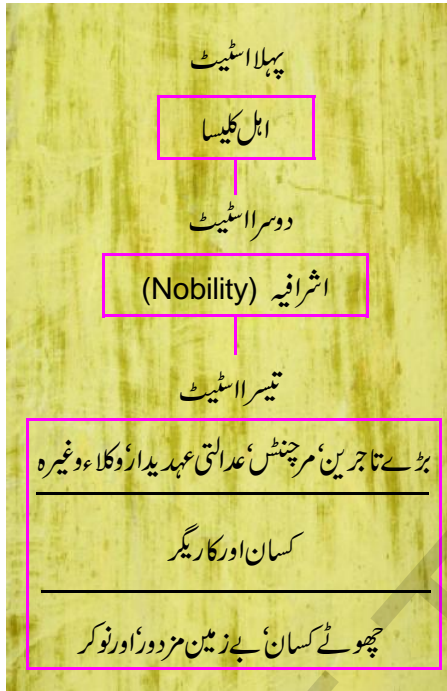 پہلا اسٹیٹ
اہل کلیسا
دوسرا اسٹیٹ
اشرافیہ (Nobility)
تیسرا اسٹیٹ
بڑے تاجرین، مرچنٹس، عدالتی عہدیدار، وکلاء وغیرہ
کسان اور کاریگر
چھوٹے کسان، بے زمین مزدور، اور نوکر